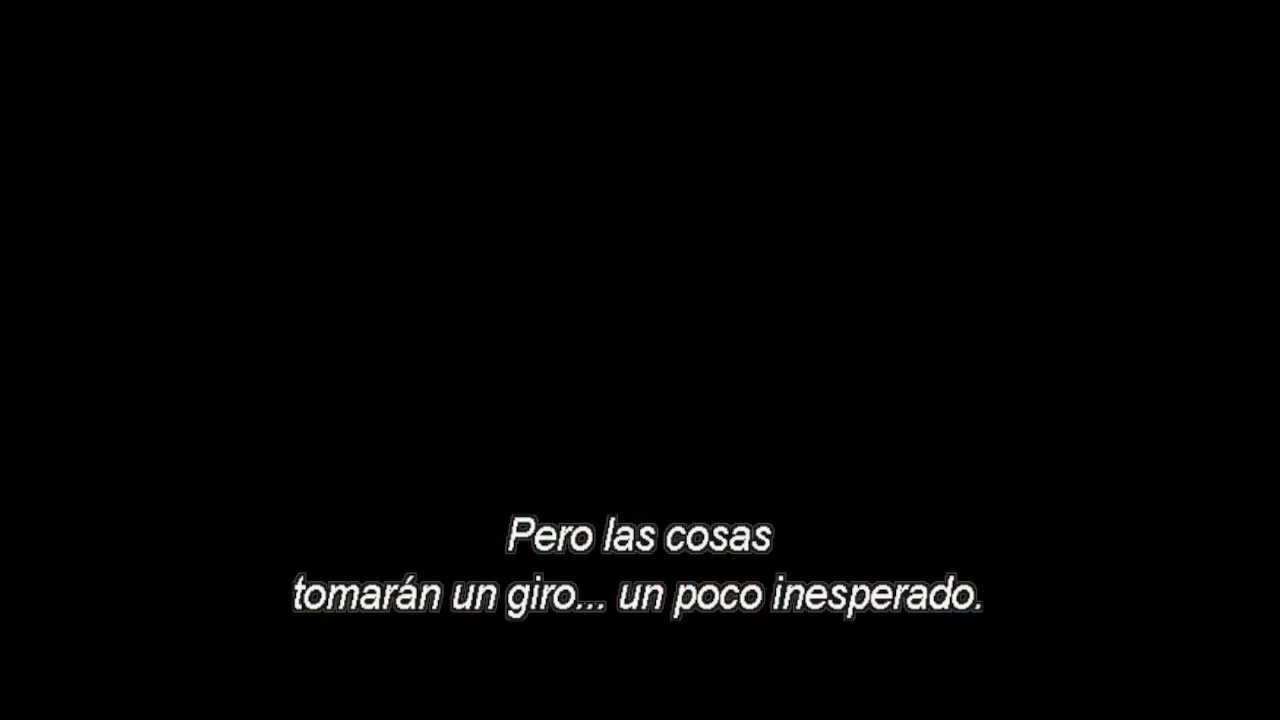 Pero las cosas
tomarán un giro... un poco inesperado.